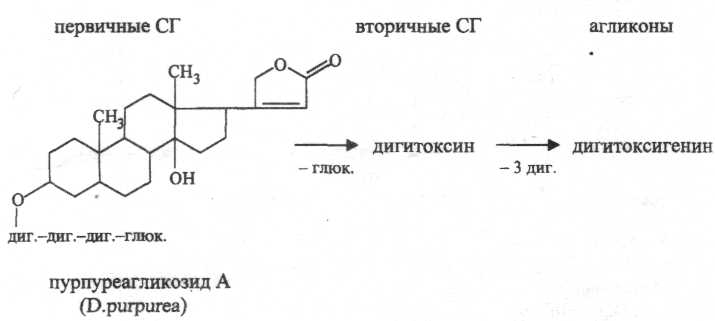 первичные СГ
вторичные СГ
агликоны
CH₃
O
O
CH₃
OH
O
диг.–диг.–диг.–глюк.
– глюк.
дигитоксин
– 3 диг.
дигитоксигенин
пурпуреагликозид А
(D.purpurea)